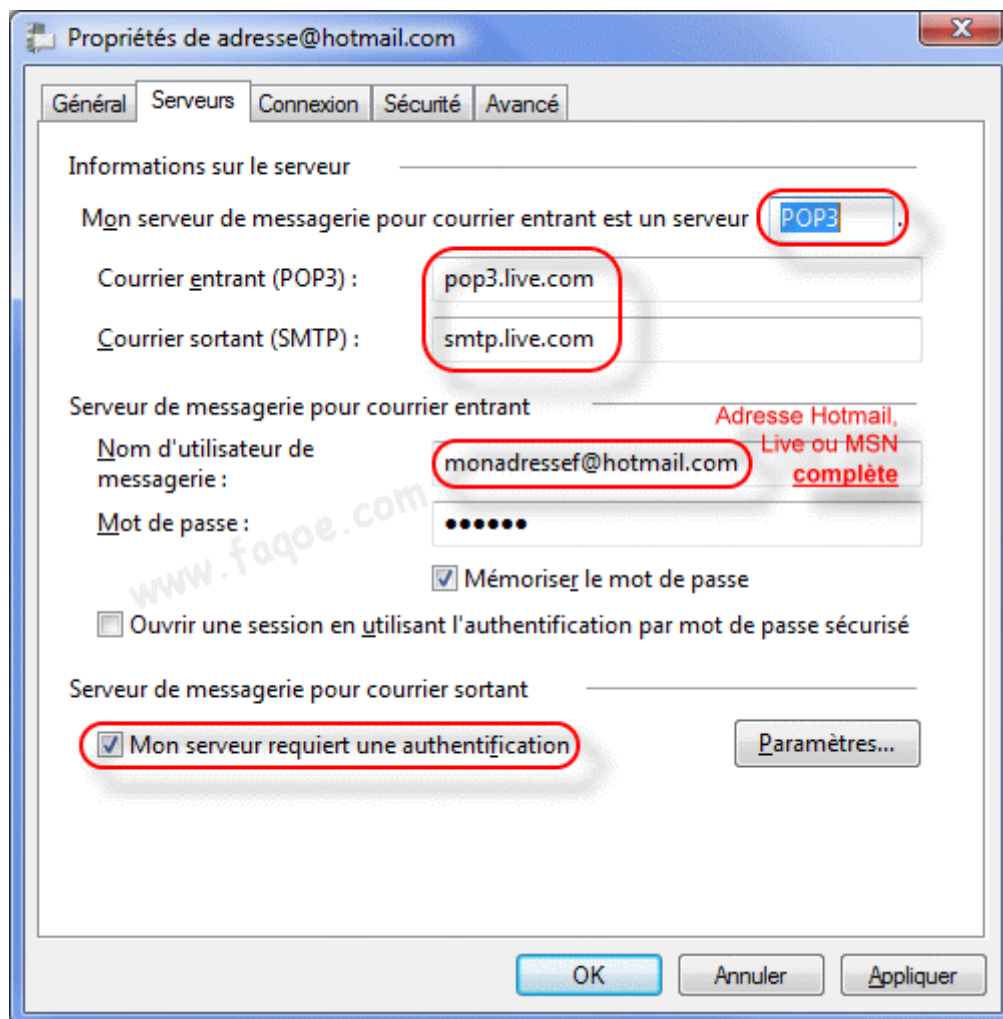 Propriétés de adresse@hotmail.com
Général Serveurs Connexion Sécurité Avancé
Informations sur le serveur
Mon serveur de messagerie pour courrier entrant est un serveur POP3 .
Courrier entrant (POP3) : pop3.live.com
Courrier sortant (SMTP) : smtp.live.com
Serveur de messagerie pour courrier entrant
Adresse Hotmail,
Live ou MSN
complète
Nom d'utilisateur de
messagerie :
monadressef@hotmail.com
Mot de passe : ••••••
www.faqoe.com
Mémoriser le mot de passe
Ouvrir une session en utilisant l'authentification par mot de passe sécurisé
Serveur de messagerie pour courrier sortant
Mon serveur requiert une authentification
Paramètres...
OK Annuler Appliquer